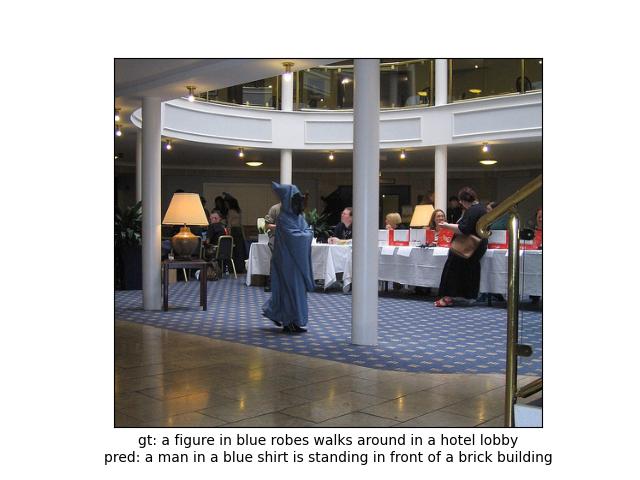 gt: a figure in blue robes walks around in a hotel lobby
pred: a man in a blue shirt is standing in front of a brick building